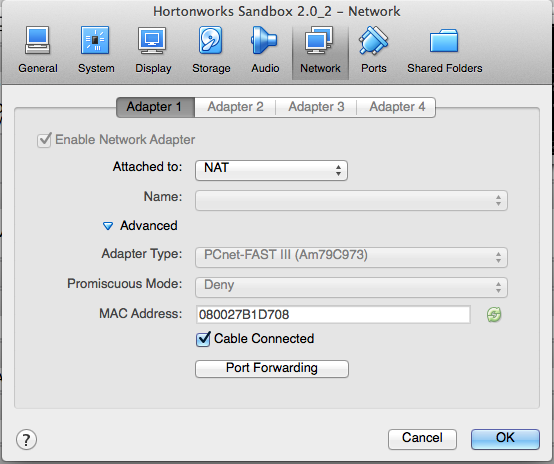 Hortonworks Sandbox 2.0_2 – Network
General System Display Storage Audio Network Ports Shared Folders
Adapter 1 Adapter 2 Adapter 3 Adapter 4
Enable Network Adapter
Attached to: NAT
Name:
Advanced
Adapter Type: PCnet-FAST III (Am79C973)
Promiscuous Mode: Deny
MAC Address: 080027B1D708
Cable Connected
Port Forwarding
? Cancel OK